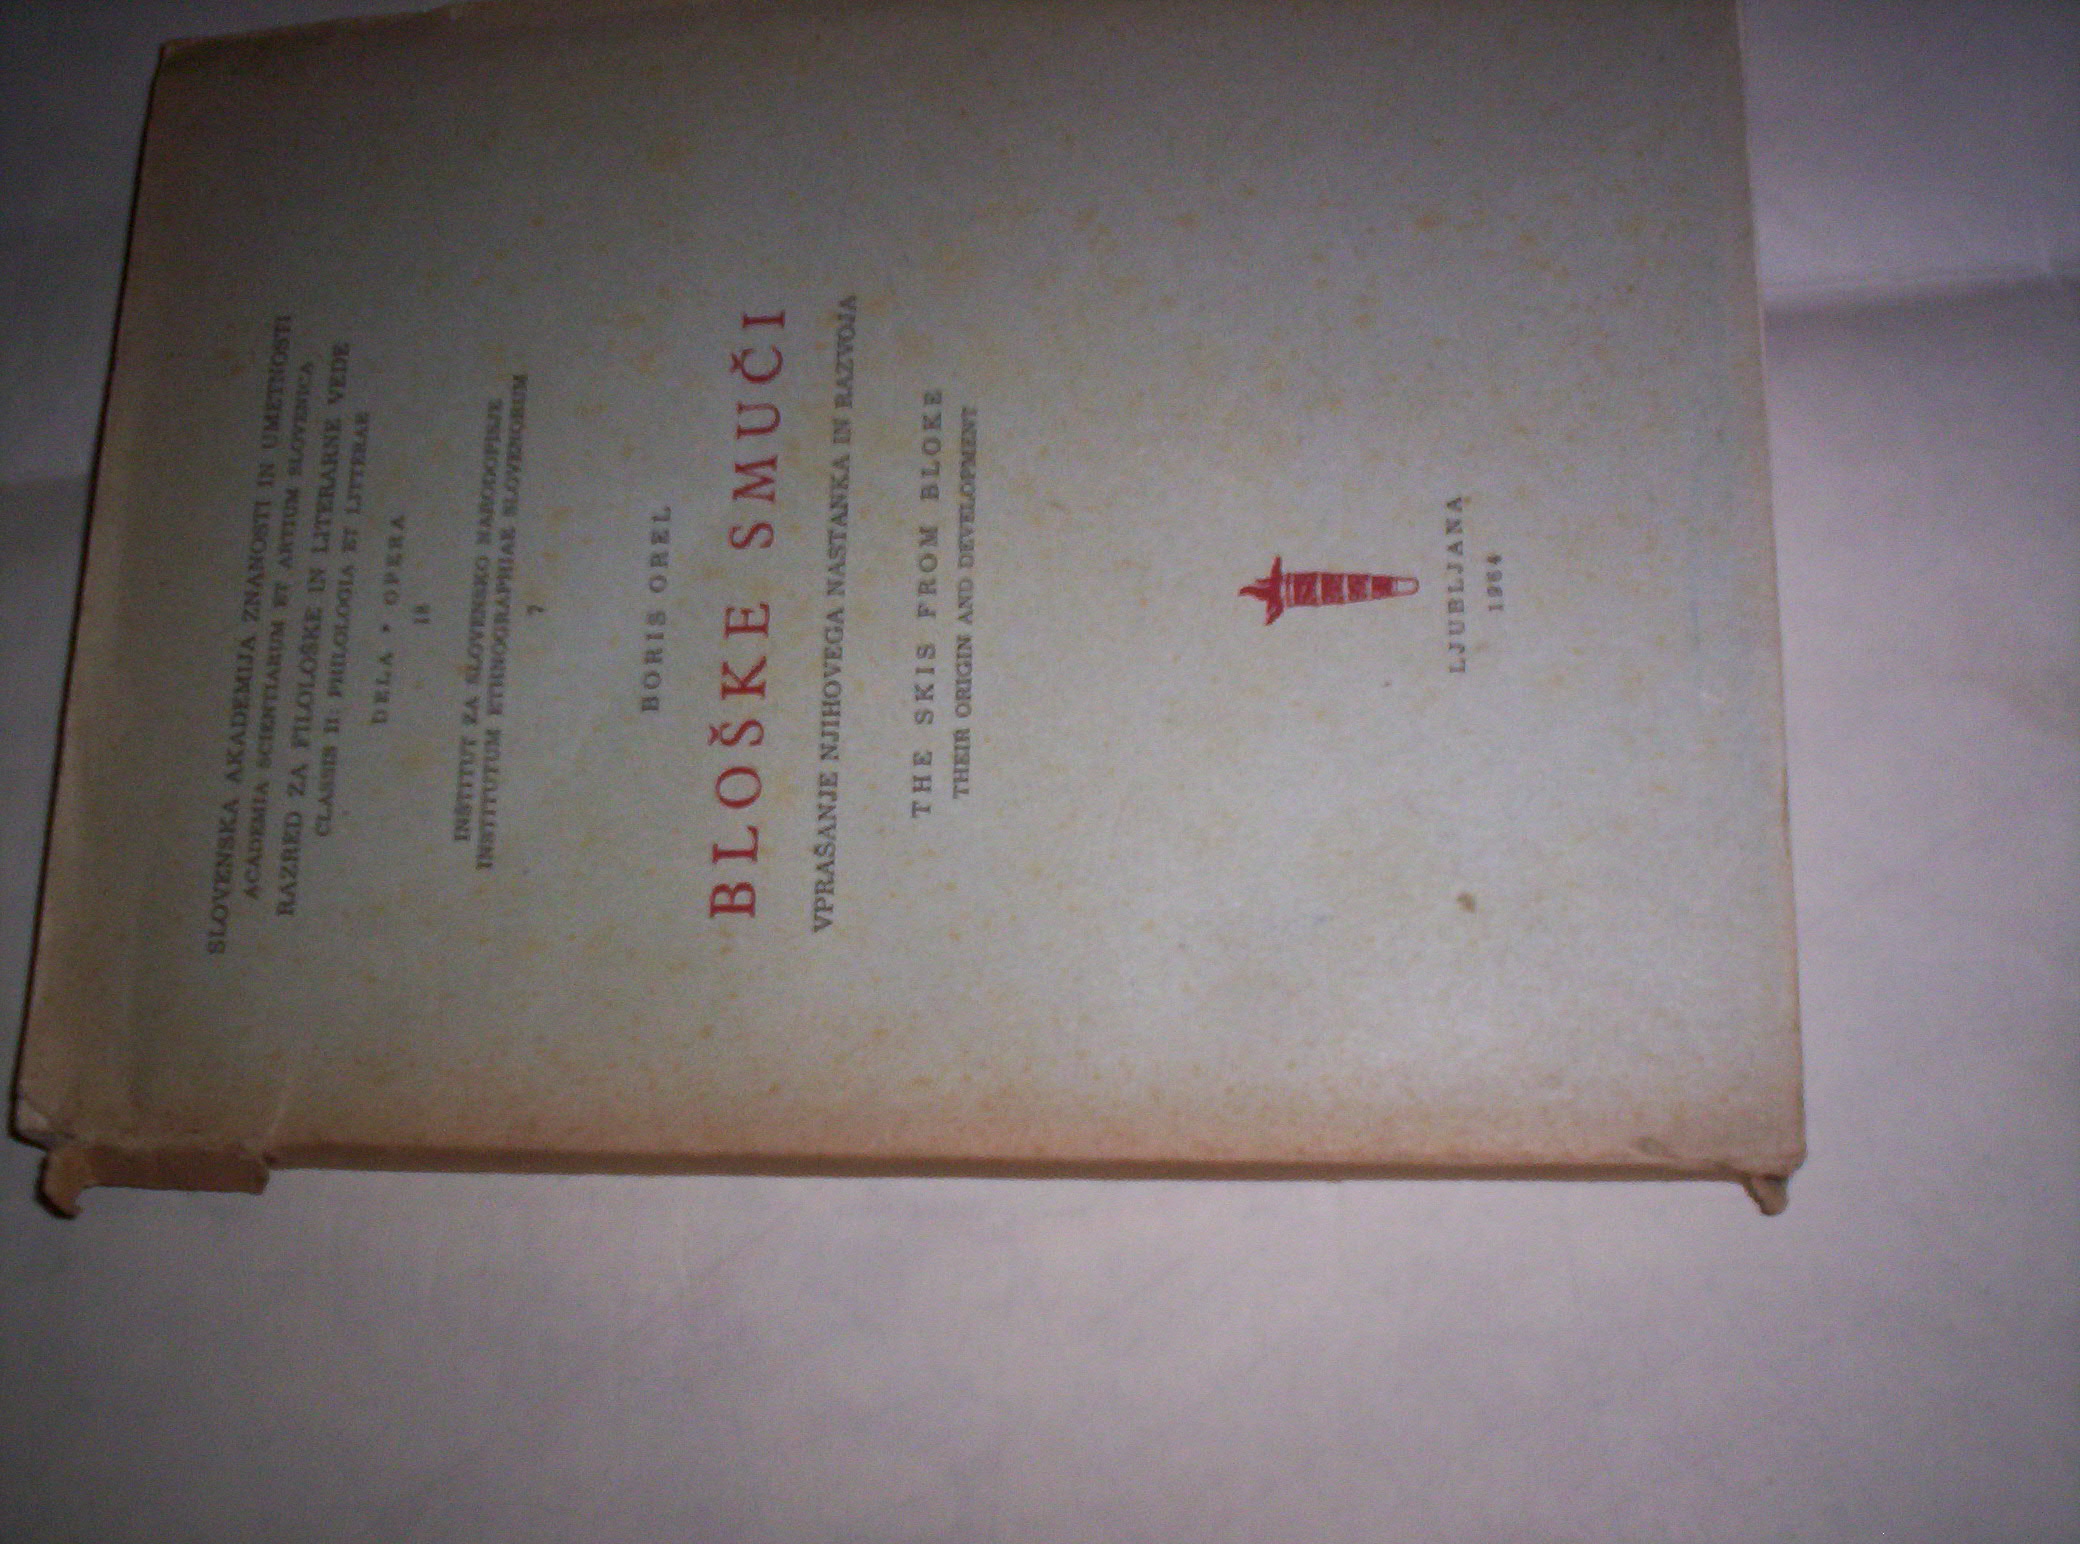 SLOVENSKA AKADEMIJA ZNANOSTI IN UMETNOSTI
ACADEMIA SCIENTIARUM ET ARTIUM SLOVENICA
RAZRED ZA FILOLOŠKE IN LITERARNE VEDE
CLASSIS II: PHILOLOGIA ET LITTERAE
DELA • OPERA
18
INŠTITUT ZA SLOVENSKO NARODOPISJE
INSTITUTUM ETHNOGRAPHIAE SLOVENORUM
7
BORIS OREL
BLOŠKE SMUČI
VPRAŠANJE NJIHOVEGA NASTANKA IN RAZVOJA
THE SKIS FROM BLOKE
THEIR ORIGIN AND DEVELOPMENT
LJUBLJANA
1964